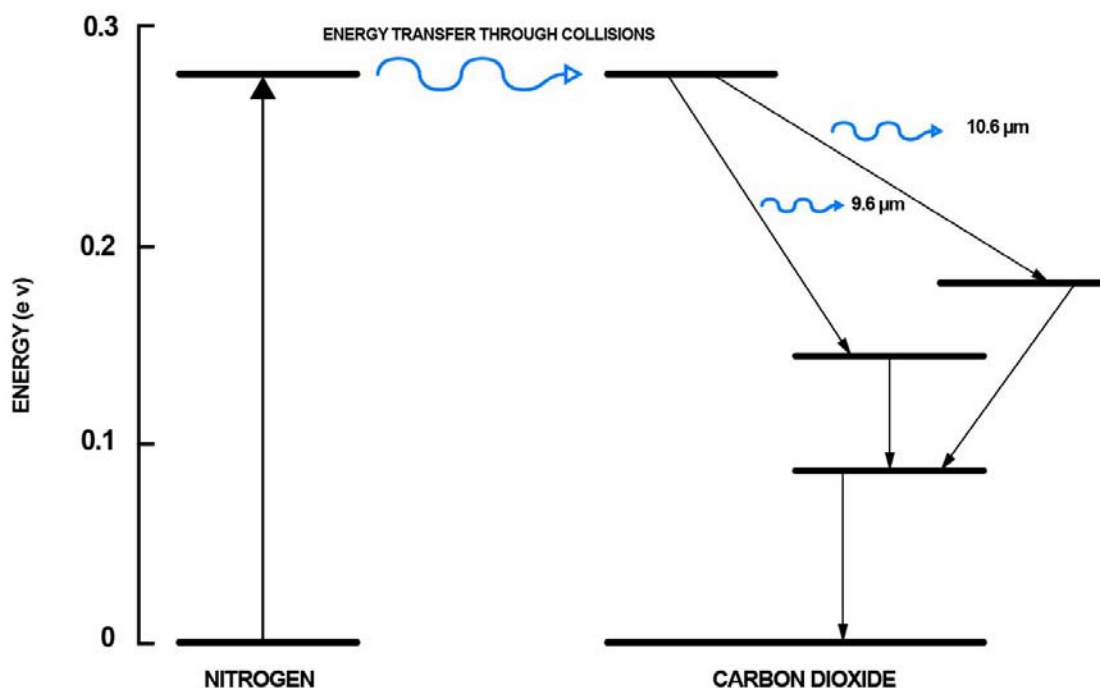 0.3
ENERGY TRANSFER THROUGH COLLISIONS
10.6 µm
9.6 µm
0.2
ENERGY (e v)
0.1
0
NITROGEN
CARBON DIOXIDE